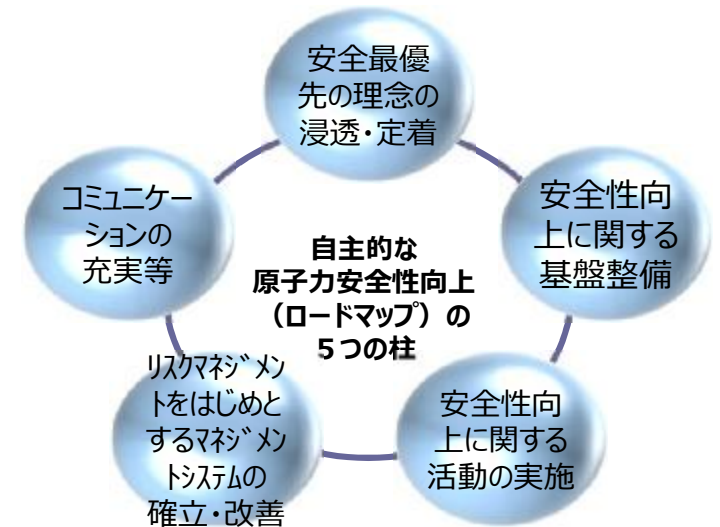 安全最優
先の理念の
浸透・定着
安全性向
上に関する
基盤整備
安全性向
上に関する
活動の実施
ﾘｽｸﾏﾈｼﾞﾒﾝ
ﾄをはじめと
するﾏﾈｼﾞﾒﾝ
ﾄｼｽﾃﾑの
確立・改善
コミュニケー
ションの
充実等
自主的な
原子力安全性向上
（ロードマップ）の
５つの柱